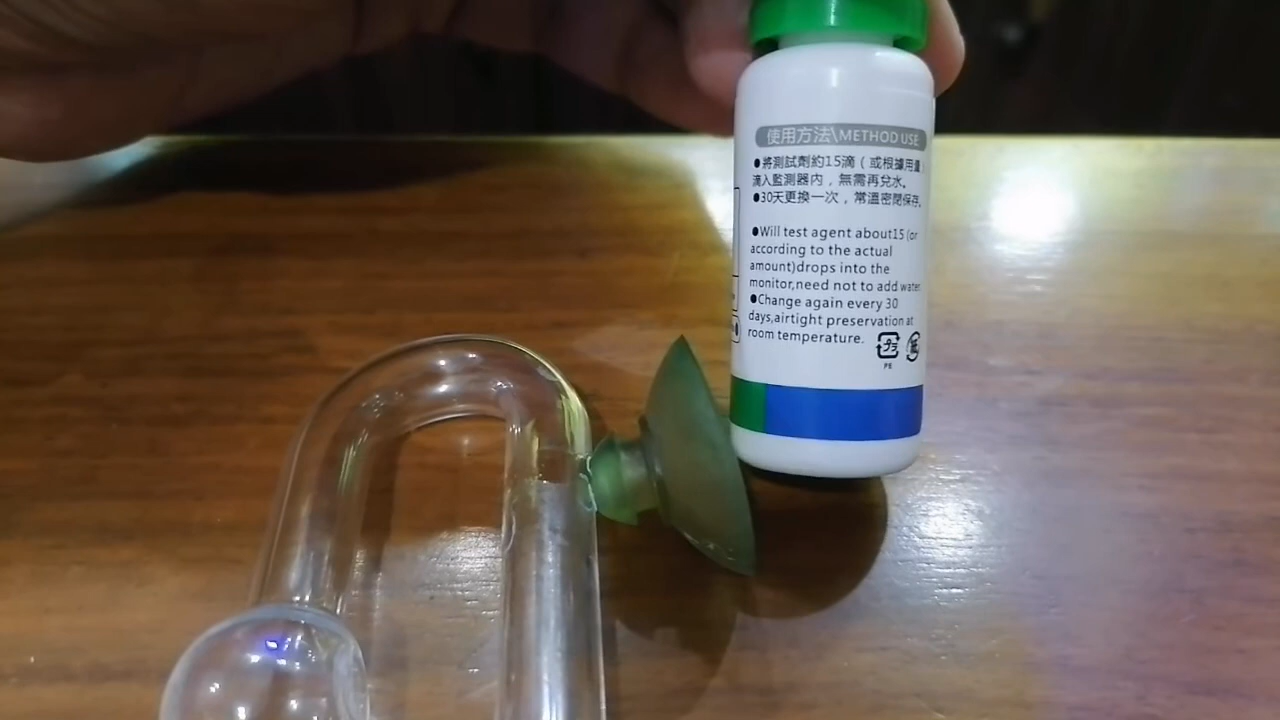 使用方法\METHOD USE
●將測試劑約15滴(或根據用量)
滴入監測器內,無需再兌水。
●30天更換一次,常溫密閉保存。
●Will test agent about15 (or
according to the actual
amount)drops into the
monitor,need not to add water
●Change again every 30
days,airtight preservation at
room temperature.
プラ
PE